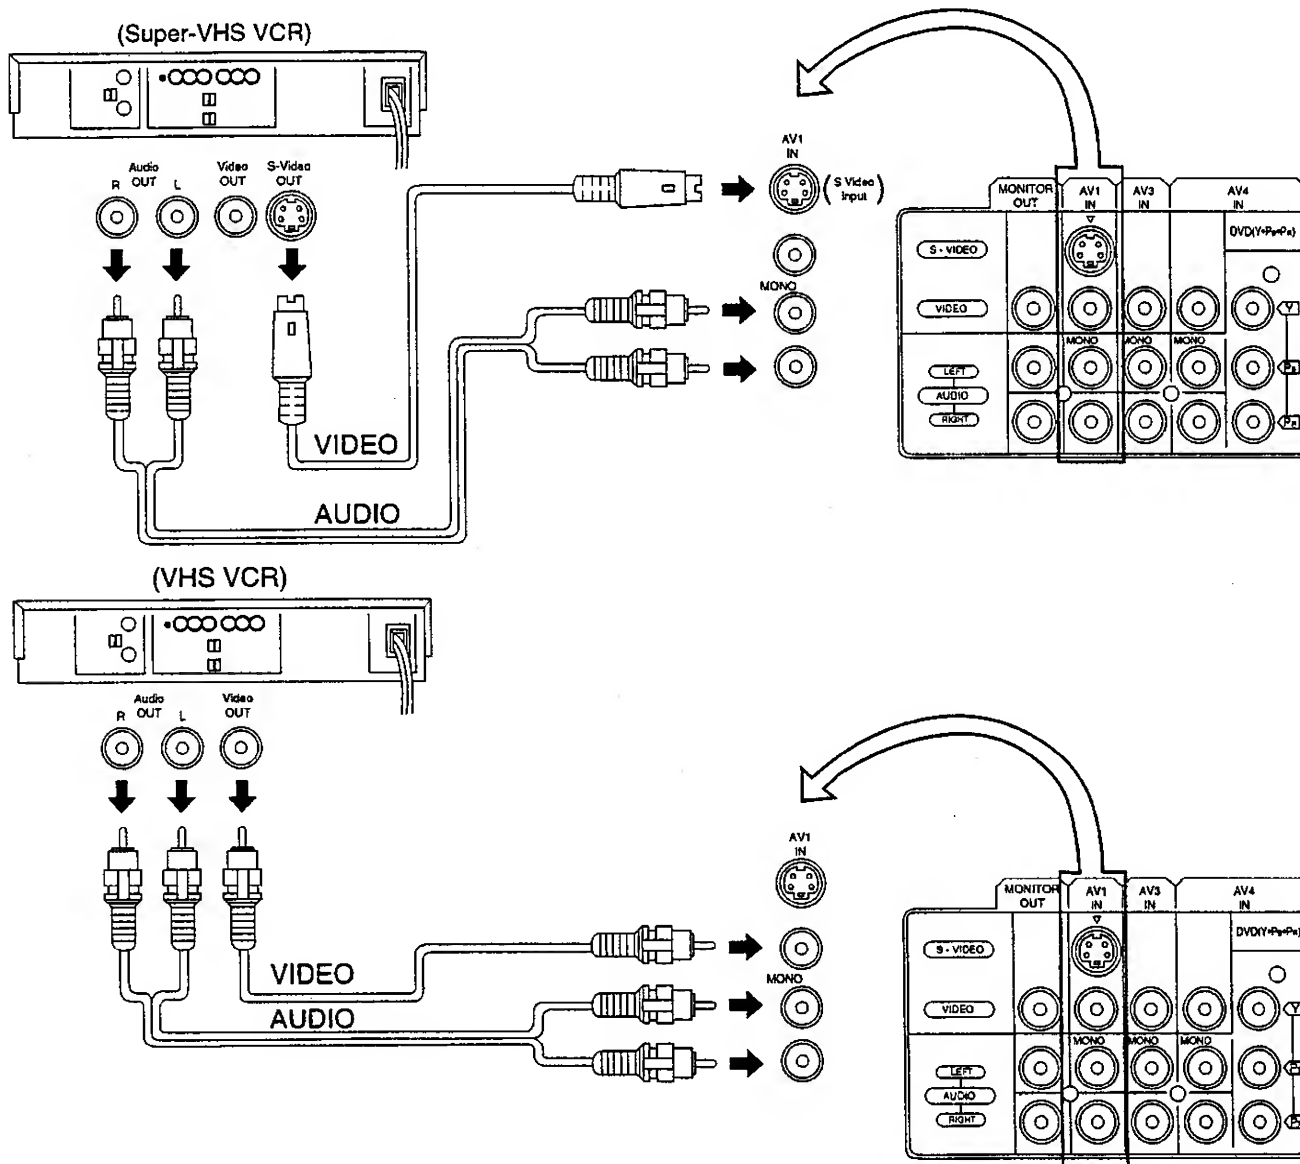 (Super-VHS VCR)
Audio
OUT
R
L
Video
OUT
S-Video
OUT
AV1
IN
(S Video
Input)
MONO
VIDEO
AUDIO
MONITOR
OUT
AV1
IN
AV3
IN
AV4
IN
S-VIDEO
VIDEO
LEFT
AUDIO
RIGHT
MONO
MONO
MONO
Y
(VHS VCR)
Audio
OUT
R
L
Video
OUT
AV1
IN
MONO
VIDEO
AUDIO
MONITOR
OUT
AV1
IN
AV3
IN
AV4
IN
S-VIDEO
VIDEO
LEFT
AUDIO
RIGHT
MONO
MONO
MONO
Y